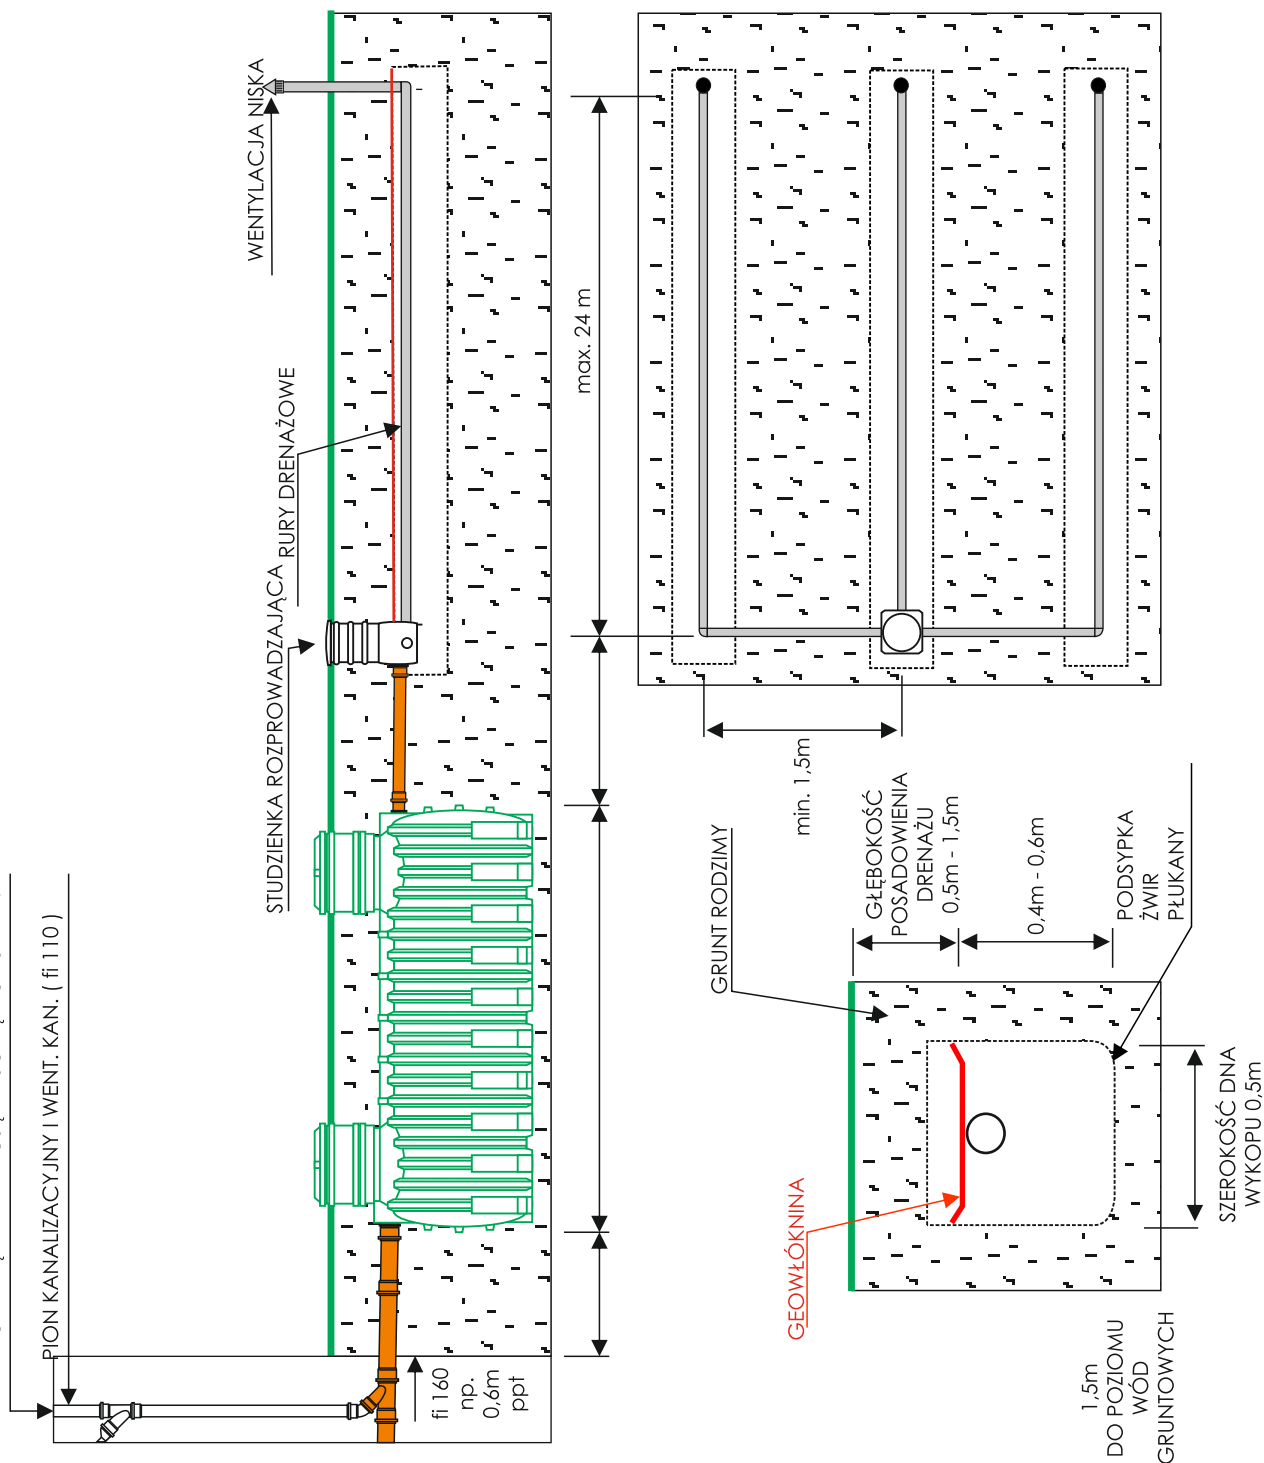 WENTYLACJA NISKA
RURY DRENAŻOWE
STUDZIENKA ROZPROWADZAJĄCA
PION KANALIZACYJNY I WENT. KAN. ( fi 110 )
fi 160
np.
0,6m
ppt
max. 24 m
min. 1,5m
GRUNT RODZIMY
GŁĘBOKOŚĆ
POSADOWIENIA
DRENAŻU
0,5m - 1,5m
0,4m - 0,6m
PODSYPKA
ŻWIR
PŁUKANY
GEOWŁÓKNINA
SZEROKOŚĆ DNA
WYKOPU 0,5m
1,5m
DO POZIOMU
WÓD
GRUNTOWYCH